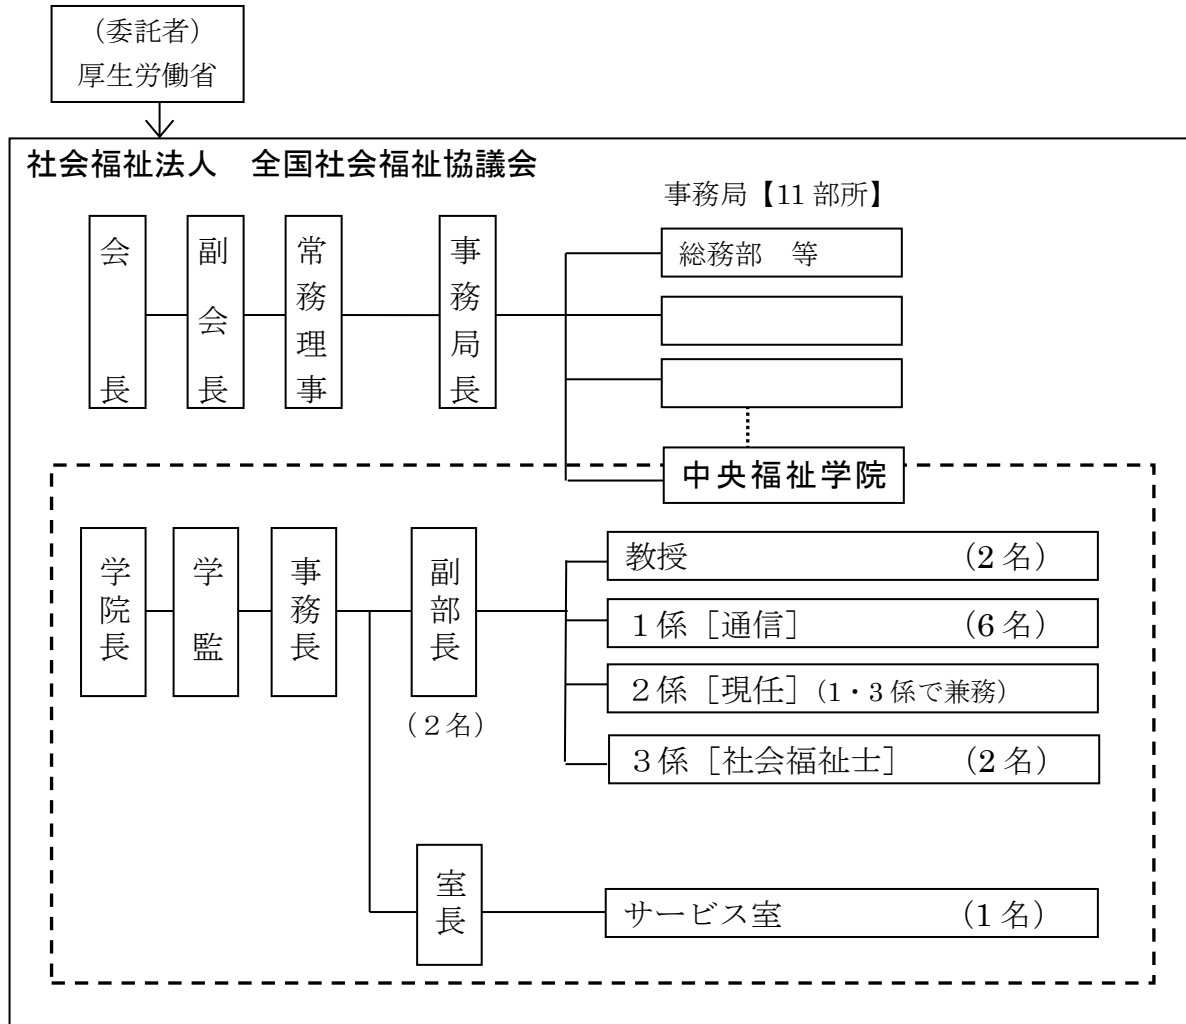 （委託者）
厚生労働省
社会福祉法人　全国社会福祉協議会
事務局【11 部所】
会長
副会長
常務理事
事務局長
総務部　等
中央福祉学院
学院長
学監
事務長
副部長
（２名）
教授　（2 名）
１係［通信］　（6 名）
２係［現任］（1・3 係で兼務）
３係［社会福祉士］　（2 名）
室長
サービス室　（1 名）